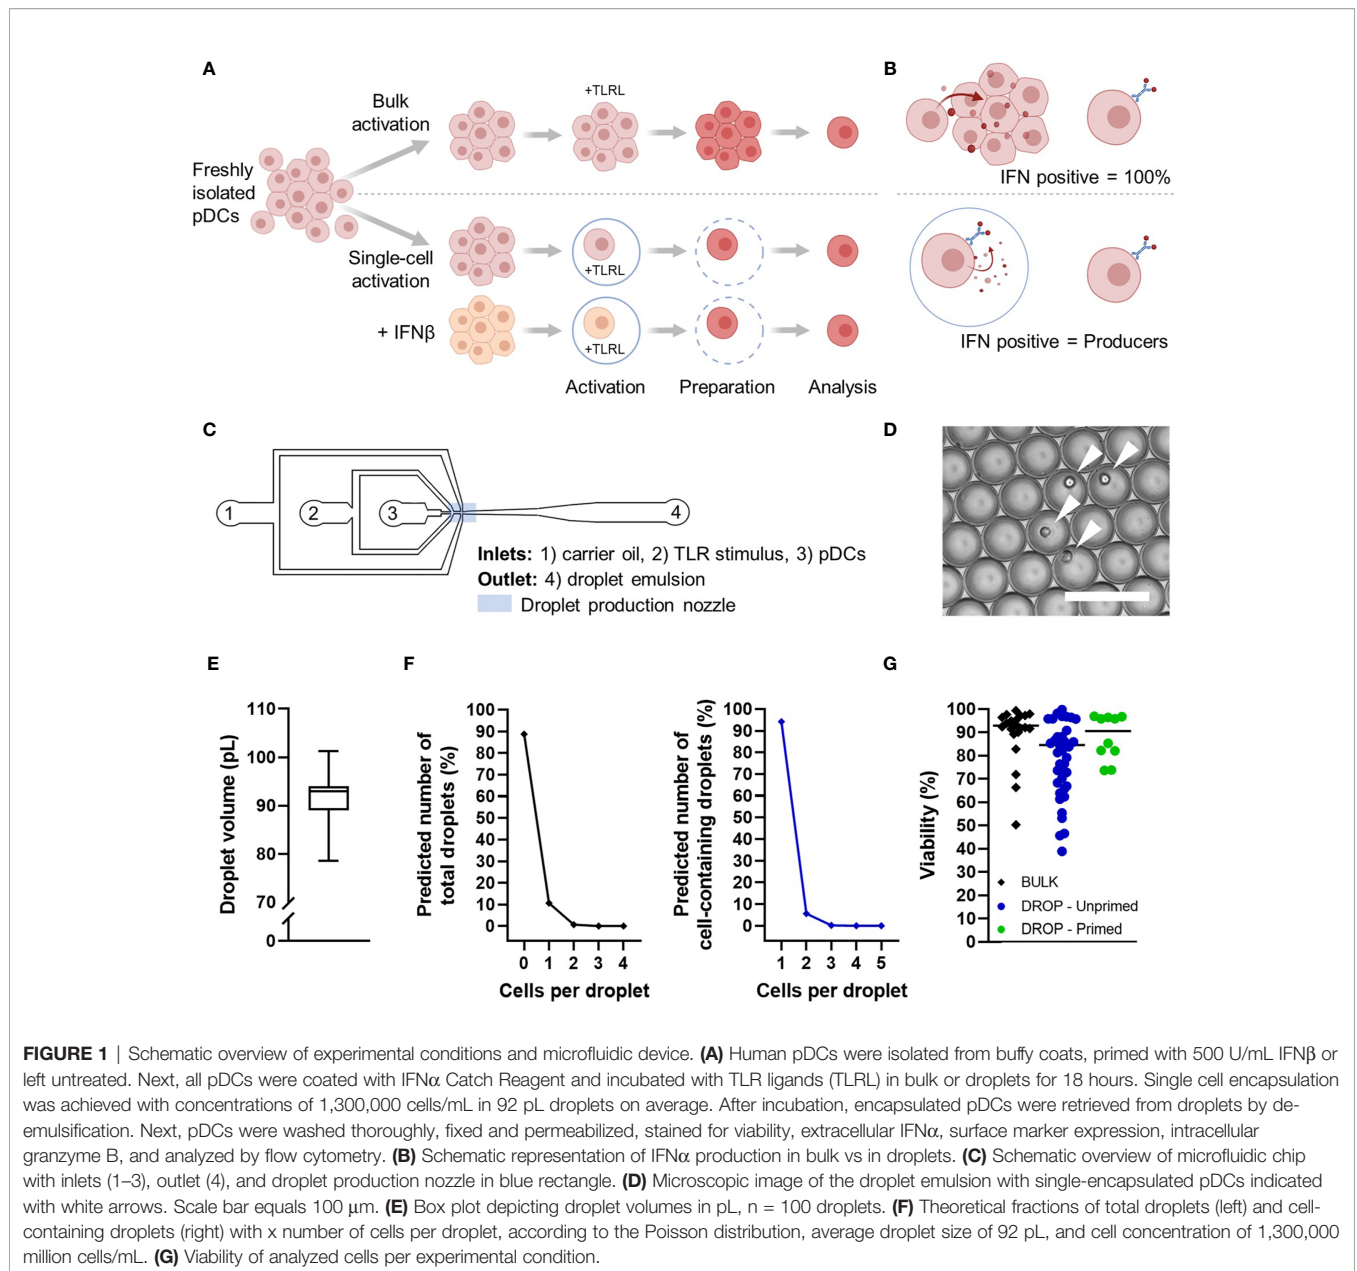 A
B
Bulk
activation
+TLRL
Freshly
isolated
pDCs
IFN positive = 100%
Single-cell
activation
+TLRL
+ IFNβ
+TLRL
IFN positive = Producers
Activation
Preparation
Analysis
C
D
1
2
3
4
Inlets: 1) carrier oil, 2) TLR stimulus, 3) pDCs
Outlet: 4) droplet emulsion
Droplet production nozzle
E
Droplet volume (pL)
110
100
90
80
70
0
F
Predicted number of
total droplets (%)
100
90
80
70
60
50
40
30
20
10
0
0 1 2 3 4
Cells per droplet
Predicted number of
cell-containing droplets (%)
100
90
80
70
60
50
40
30
20
10
0
1 2 3 4 5
Cells per droplet
G
Viability (%)
100
90
80
70
60
50
40
30
20
10
0
BULK
DROP - Unprimed
DROP - Primed
FIGURE 1 | Schematic overview of experimental conditions and microfluidic device. (A) Human pDCs were isolated from buffy coats, primed with 500 U/mL IFNβ or
left untreated. Next, all pDCs were coated with IFNα Catch Reagent and incubated with TLR ligands (TLRL) in bulk or droplets for 18 hours. Single cell encapsulation
was achieved with concentrations of 1,300,000 cells/mL in 92 pL droplets on average. After incubation, encapsulated pDCs were retrieved from droplets by de-
emulsification. Next, pDCs were washed thoroughly, fixed and permeabilized, stained for viability, extracellular IFNα, surface marker expression, intracellular
granzyme B, and analyzed by flow cytometry. (B) Schematic representation of IFNα production in bulk vs in droplets. (C) Schematic overview of microfluidic chip
with inlets (1–3), outlet (4), and droplet production nozzle in blue rectangle. (D) Microscopic image of the droplet emulsion with single-encapsulated pDCs indicated
with white arrows. Scale bar equals 100 μm. (E) Box plot depicting droplet volumes in pL, n = 100 droplets. (F) Theoretical fractions of total droplets (left) and cell-
containing droplets (right) with x number of cells per droplet, according to the Poisson distribution, average droplet size of 92 pL, and cell concentration of 1,300,000
million cells/mL. (G) Viability of analyzed cells per experimental condition.